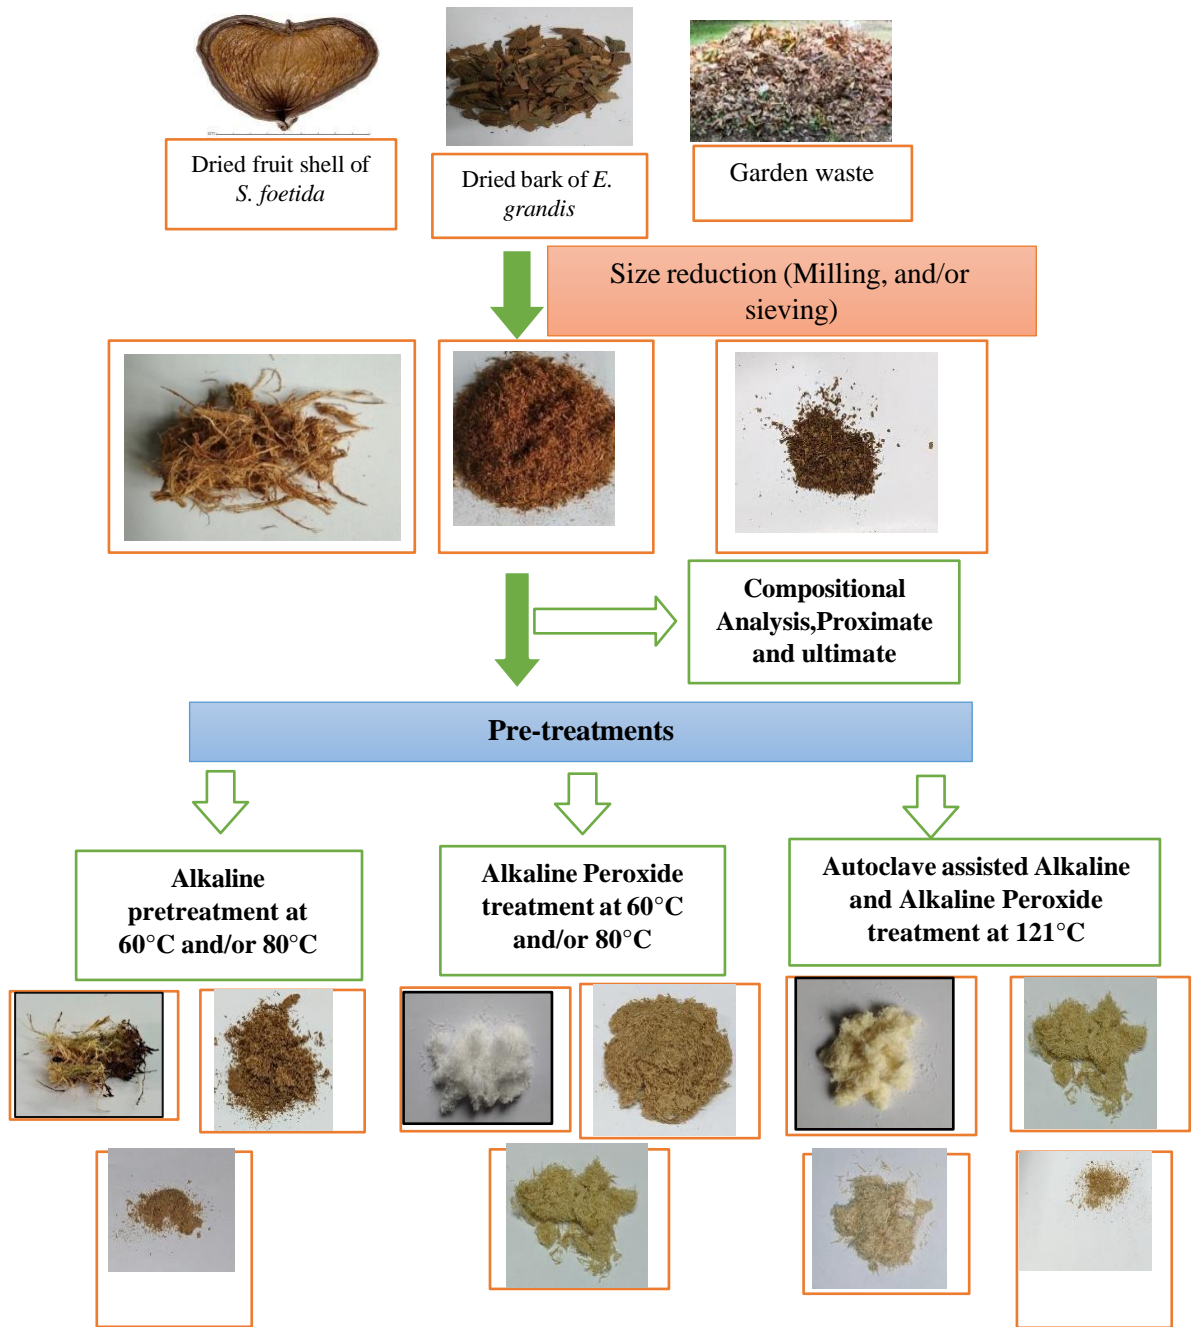 Dried fruit shell of
S. foetida
Dried bark of E.
grandis
Garden waste
Size reduction (Milling, and/or
sieving)
Compositional
Analysis,Proximate
and ultimate
Pre-treatments
Alkaline
pretreatment at
60°C and/or 80°C
Alkaline Peroxide
treatment at 60°C
and/or 80°C
Autoclave assisted Alkaline
and Alkaline Peroxide
treatment at 121°C